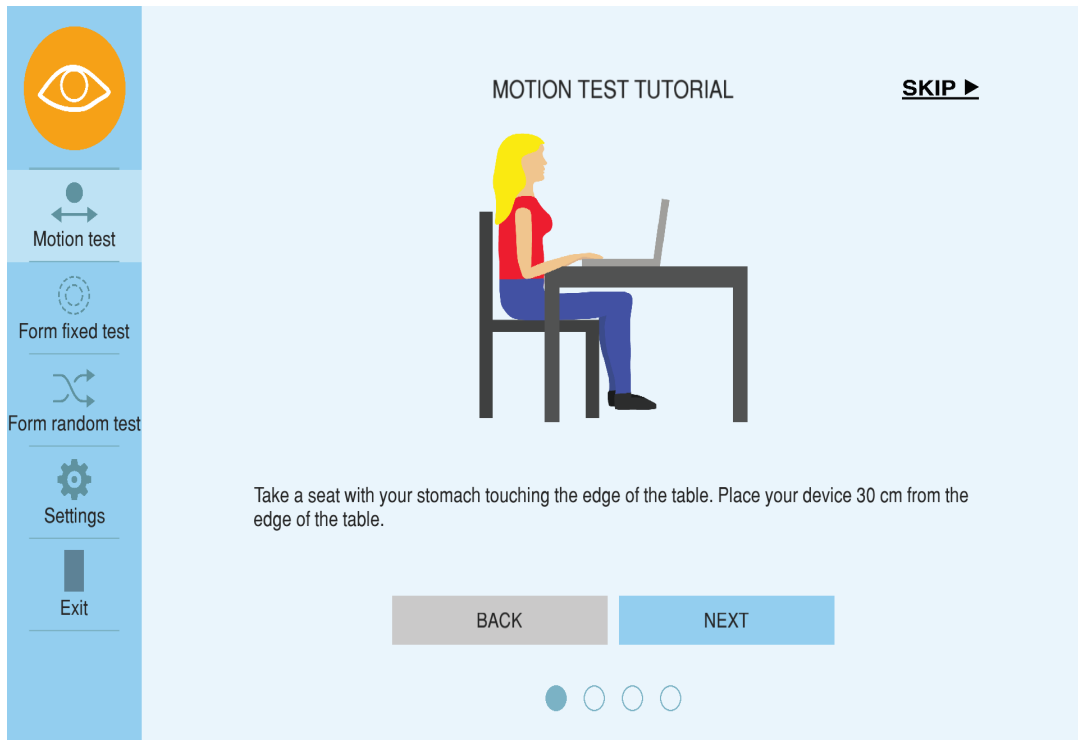 MOTION TEST TUTORIAL
SKIP
Motion test
Form fixed test
Form random test
Settings
Exit
Take a seat with your stomach touching the edge of the table. Place your device 30 cm from the
edge of the table.
BACK
NEXT